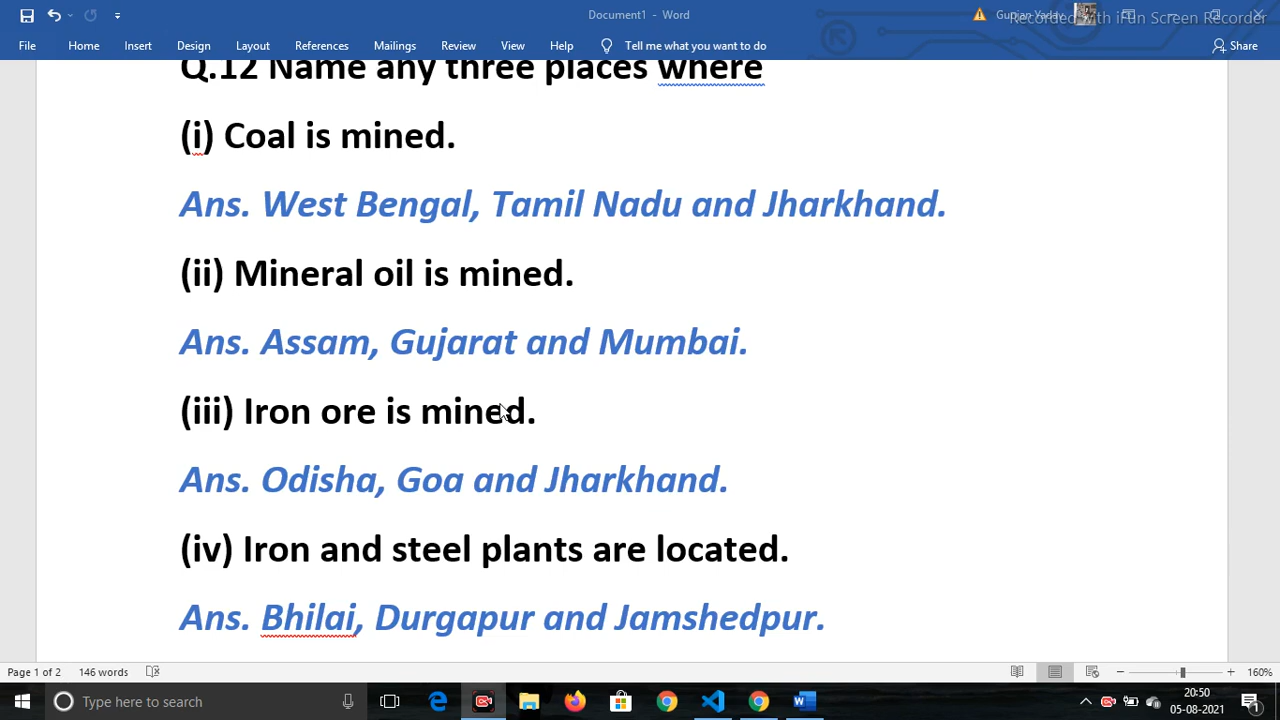 Document1 - Word
Gunjan Yadav
Recorded with iFun Screen Recorder
File Home Insert Design Layout References Mailings Review View Help Tell me what you want to do Share
Q.12 Name any three places where
(i) Coal is mined.
Ans. West Bengal, Tamil Nadu and Jharkhand.
(ii) Mineral oil is mined.
Ans. Assam, Gujarat and Mumbai.
(iii) Iron ore is mined.
Ans. Odisha, Goa and Jharkhand.
(iv) Iron and steel plants are located.
Ans. Bhilai, Durgapur and Jamshedpur.
Page 1 of 2 146 words 160%
Type here to search
20:50
05-08-2021
1